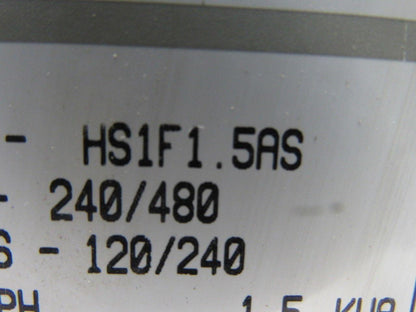 - HS1F1.5AS
- 240/480
S - 120/240
PH 1.5 KVA